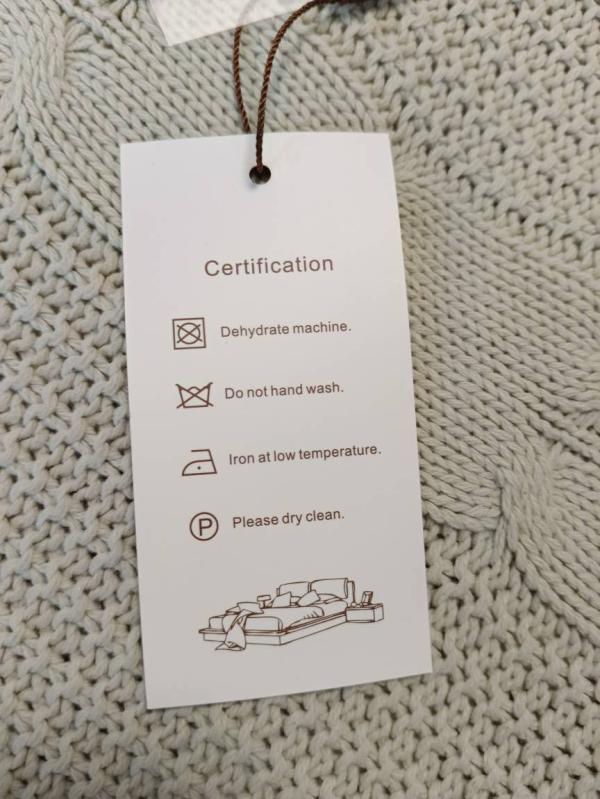 Certification
Dehydrate machine.
Do not hand wash.
Iron at low temperature.
P Please dry clean.